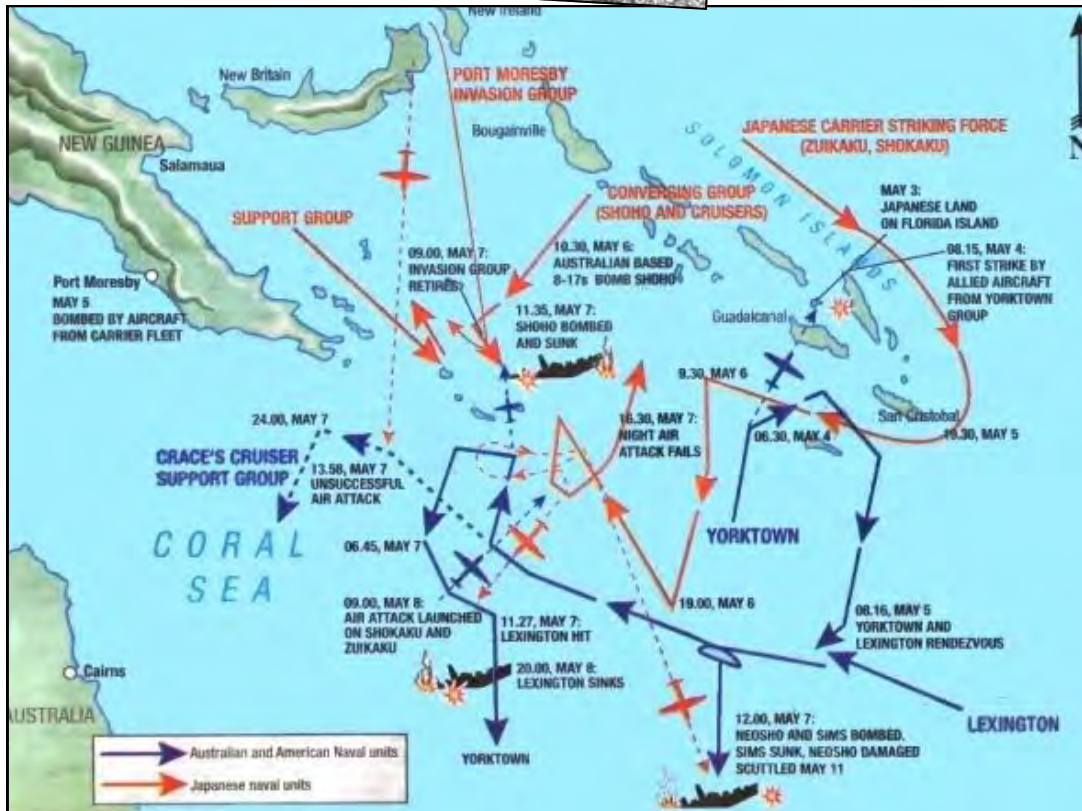 New Ireland
New Britain
PORT MORESBY
INVASION GROUP
Bougainville
NEW GUINEA
Salamaua
SOLOMON ISLANDS
JAPANESE CARRIER STRIKING FORCE
(ZUIKAKU, SHOKAKU)
N
MAY 3:
JAPANESE LAND
ON FLORIDA ISLAND
SUPPORT GROUP
CONVERGING GROUP
(SHOHO AND CRUISERS)
09.00, MAY 7:
INVASION GROUP
RETIRES
10.30, MAY 6:
AUSTRALIAN BASED
8-17s BOMB SHOHO
08.15, MAY 4:
FIRST STRIKE BY
ALLIED AIRCRAFT
FROM YORKTOWN
GROUP
Port Moresby
MAY 5
BOMBED BY AIRCRAFT
FROM CARRIER FLEET
11.35, MAY 7:
SHOHO BOMBED
AND SUNK
Guadalcanal
9.30, MAY 6
San Cristobal
19.30, MAY 5
24.00, MAY 7
16.30, MAY 7:
NIGHT AIR
ATTACK FAILS
06.30, MAY 4
CRACE'S CRUISER
SUPPORT GROUP
13.58, MAY 7
UNSUCCESSFUL
AIR ATTACK
YORKTOWN
CORAL
SEA
06.45, MAY 7
09.00, MAY 8:
AIR ATTACK LAUNCHED
ON SHOKAKU AND
ZUIKAKU
11.27, MAY 7:
LEXINGTON HIT
19.00, MAY 6
08.16, MAY 5
YORKTOWN AND
LEXINGTON RENDEZVOUS
20.00, MAY 8:
LEXINGTON SINKS
Cairns
AUSTRALIA
LEXINGTON
12.00, MAY 7:
NEOSHO AND SIMS BOMBED.
SIMS SUNK, NEOSHO DAMAGED
SCUTTLED MAY 11
YORKTOWN
Australian and American Naval units
Japanese naval units